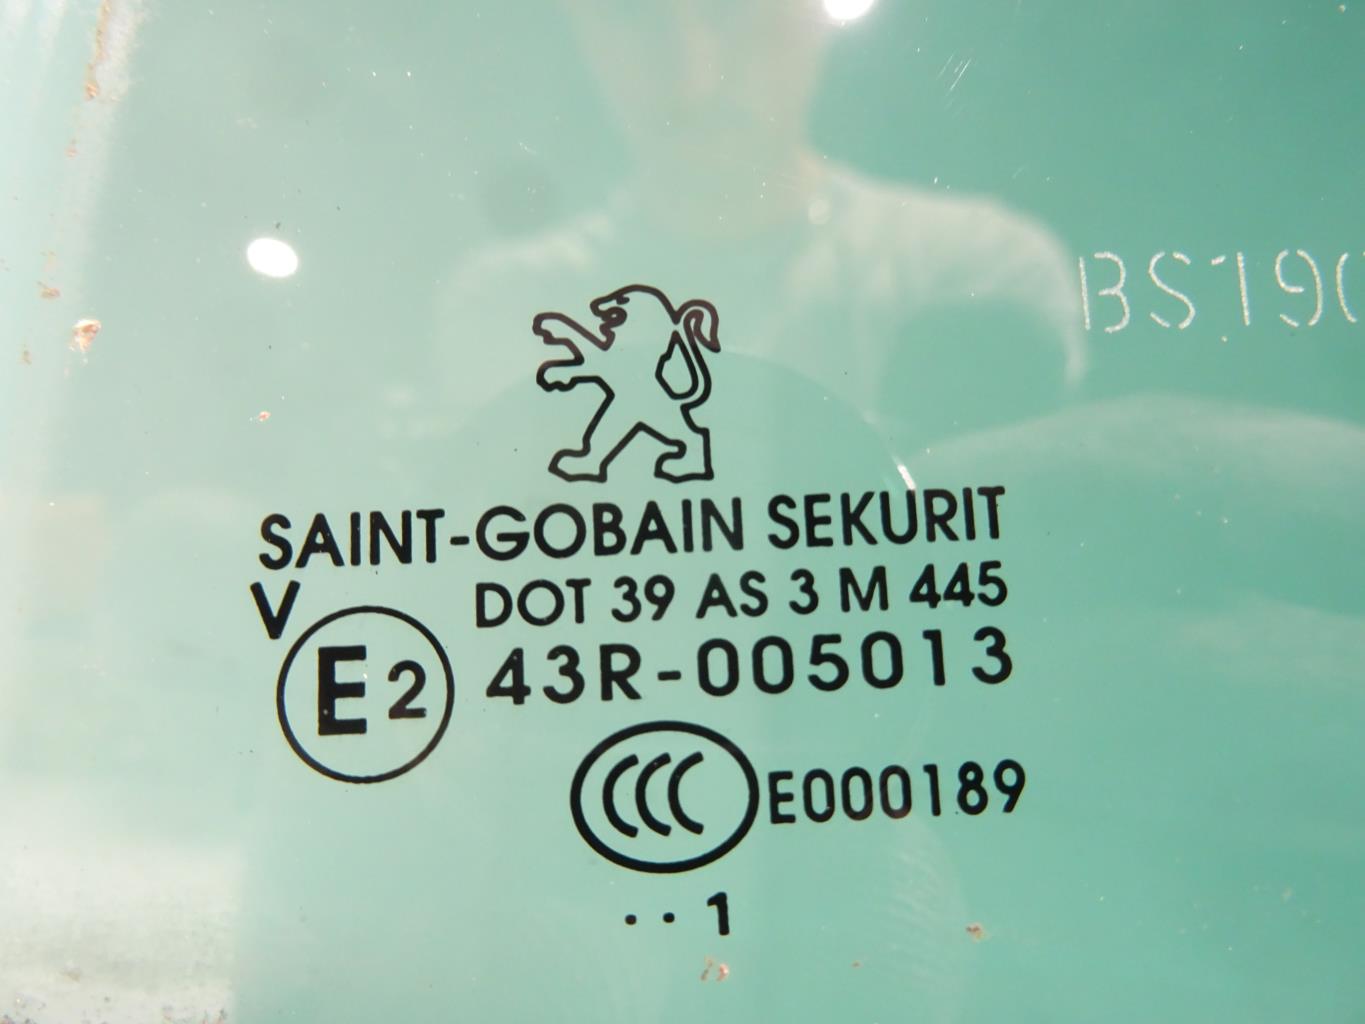 BS190
SAINT-GOBAIN SEKURIT
V DOT 39 AS 3 M 445
E2 43R-005013
CCC E000189
..1